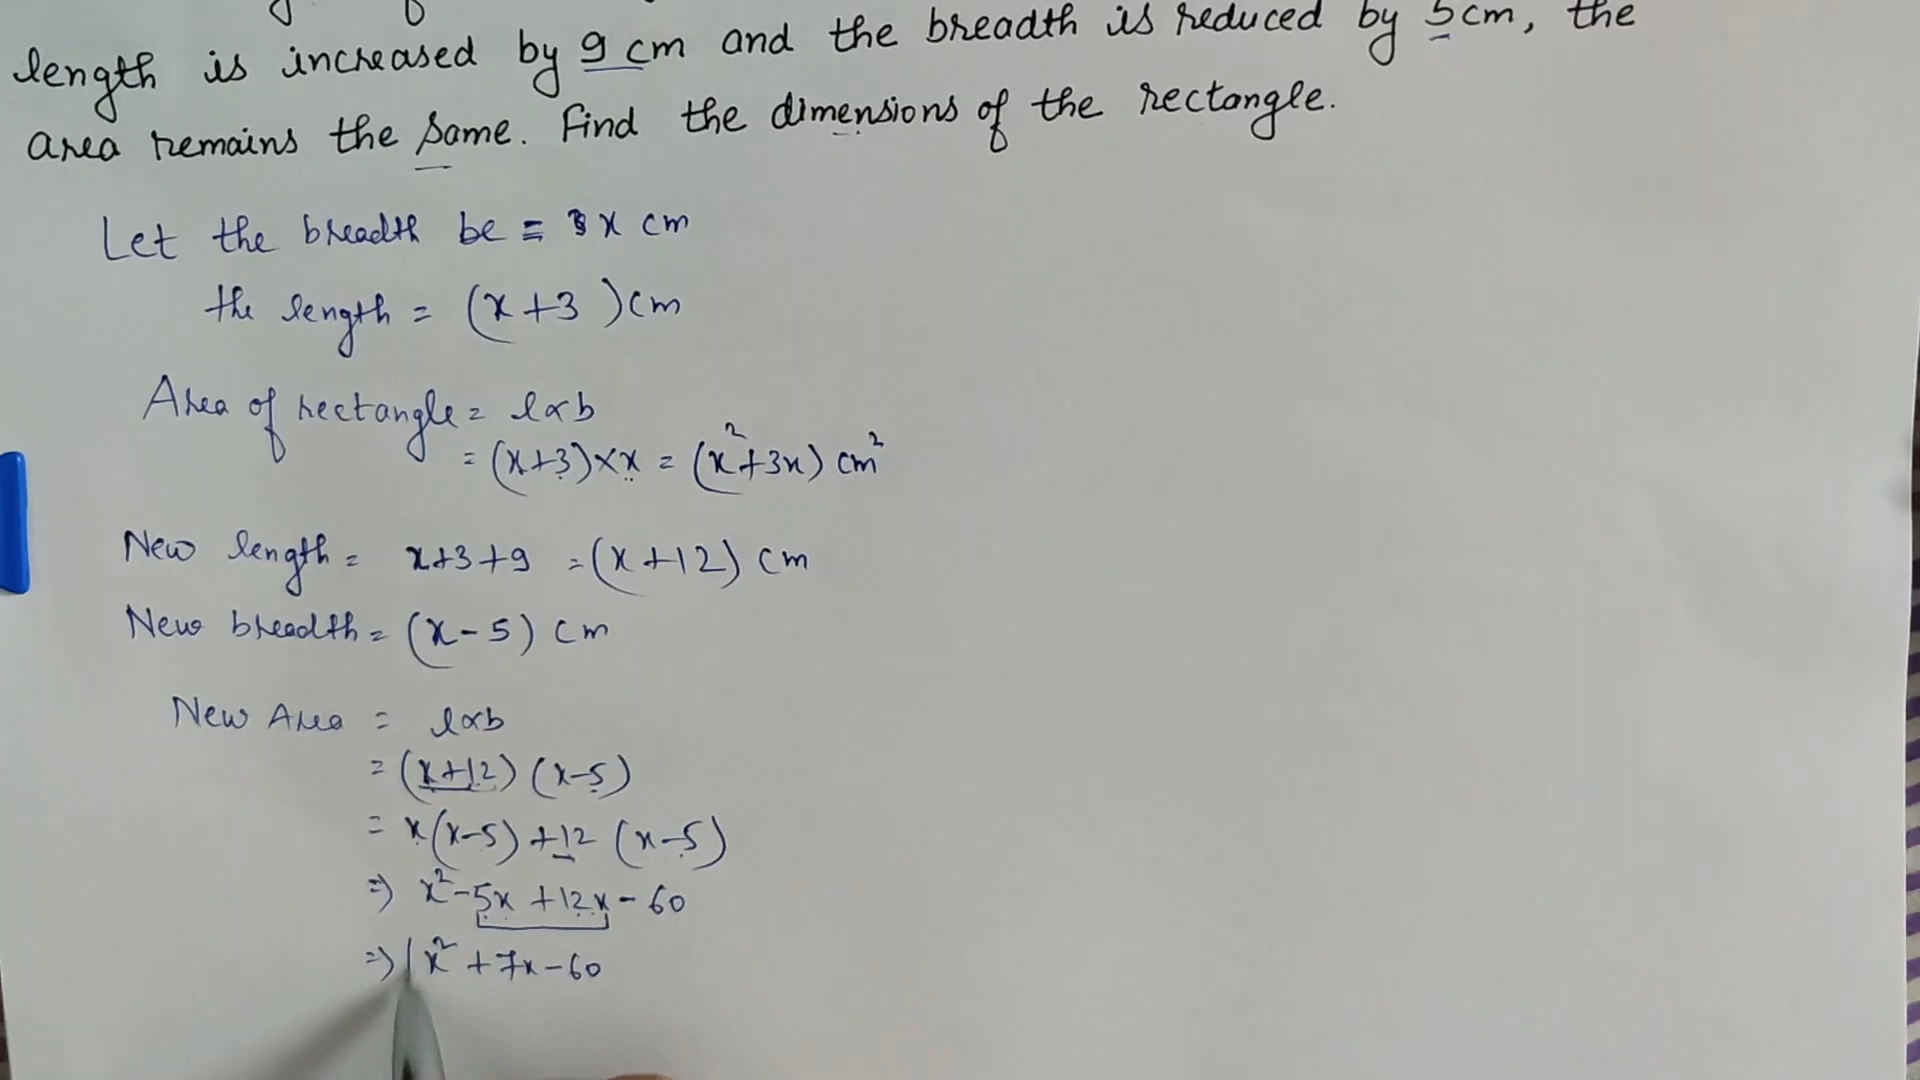 length is increased by 9 cm and the breadth is reduced by 5cm, the
area remains the same. Find the dimensions of the rectangle.
Let the breadth be = x cm
the length = (x+3) cm
Area of rectangle = l×b
= (x+3)×x = (x²+3x) cm²
New length = x+3+9 = (x+12) cm
New breadth = (x-5) cm
New Area = l×b
= (x+12) (x-5)
= x(x-5) +12 (x-5)
⇒ x²-5x +12x - 60
⇒ x² + 7x - 60